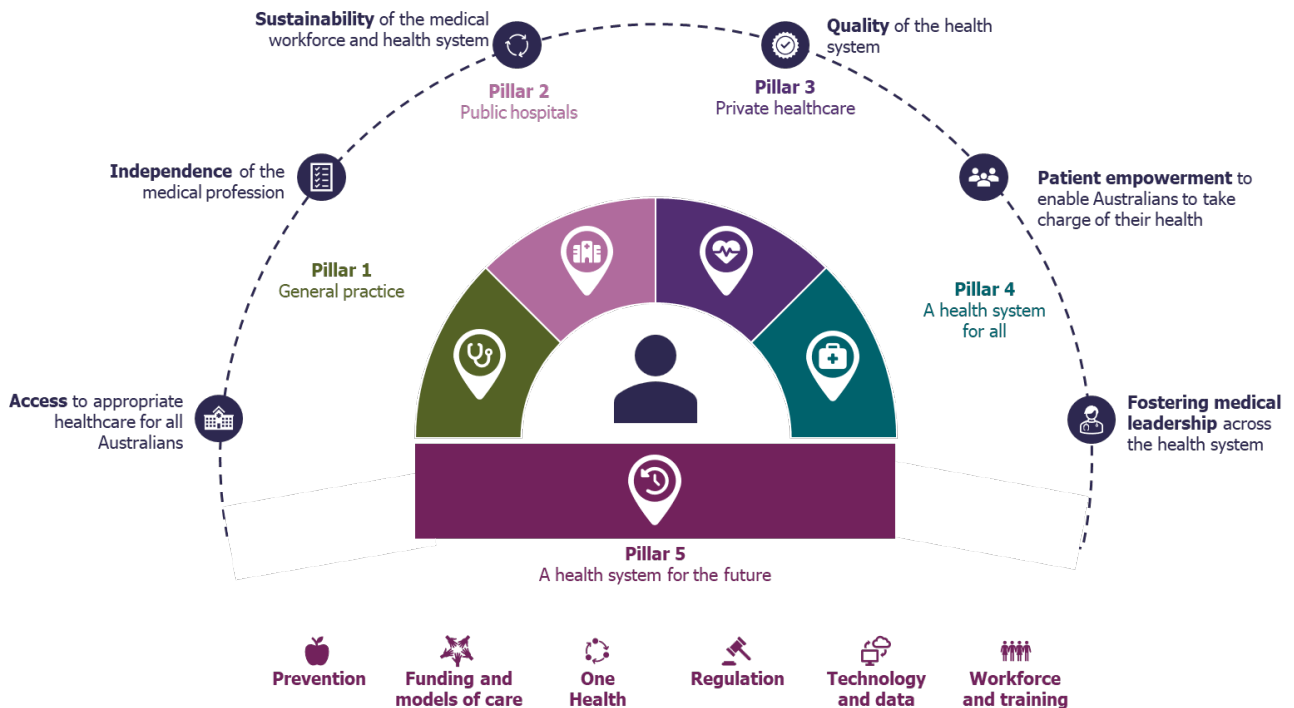 Sustainability of the medical
workforce and health system
Quality of the health
system
Pillar 2
Public hospitals
Pillar 3
Private healthcare
Independence of the
medical profession
Patient empowerment to
enable Australians to take
charge of their health
Pillar 1
General practice
Pillar 4
A health system
for all
Access to appropriate
healthcare for all
Australians
Fostering medical
leadership across
the health system
Pillar 5
A health system for the future
Prevention
Funding and
models of care
One
Health
Regulation
Technology
and data
Workforce
and training